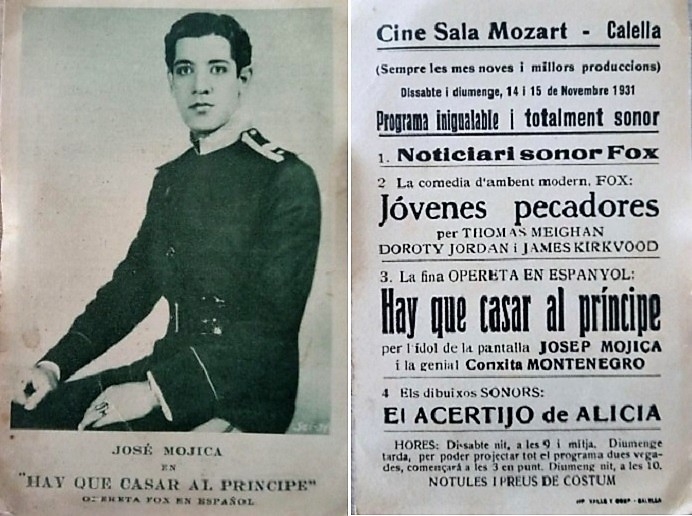 JOSÉ MOJICA
EN
"HAY QUE CASAR AL PRINCIPE"
OPERETA FOX EN ESPAÑOL
Cine Sala Mozart - Calella
(Sempre les mes noves i millors produccions)
Dissabte i diumenge, 14 i 15 de Novembre 1931
Programa inigualable i totalment sonor
1. Noticiari sonor Fox
2 La comedia d'ambent modern, FOX:
Jóvenes pecadores
per THOMAS MEIGHAN
DOROTY JORDAN i JAMES KIRKVOOD
3. La fina OPERETA EN ESPANYOL:
Hay que casar al príncipe
per l'ídol de la pantalla JOSEP MOJICA
i la genial Conxita MONTENEGRO
4 Els dibuixos SONORS:
El ACERTIJO de ALICIA
HORES: Dissabte nit, a les 9 i mitja. Diumenge
tarda, per poder projectar tot el programa dues vega-
des, començará a les 3 en punt. Diumeng nit, a les 10.
NOTULES I PREUS DE COSTUM